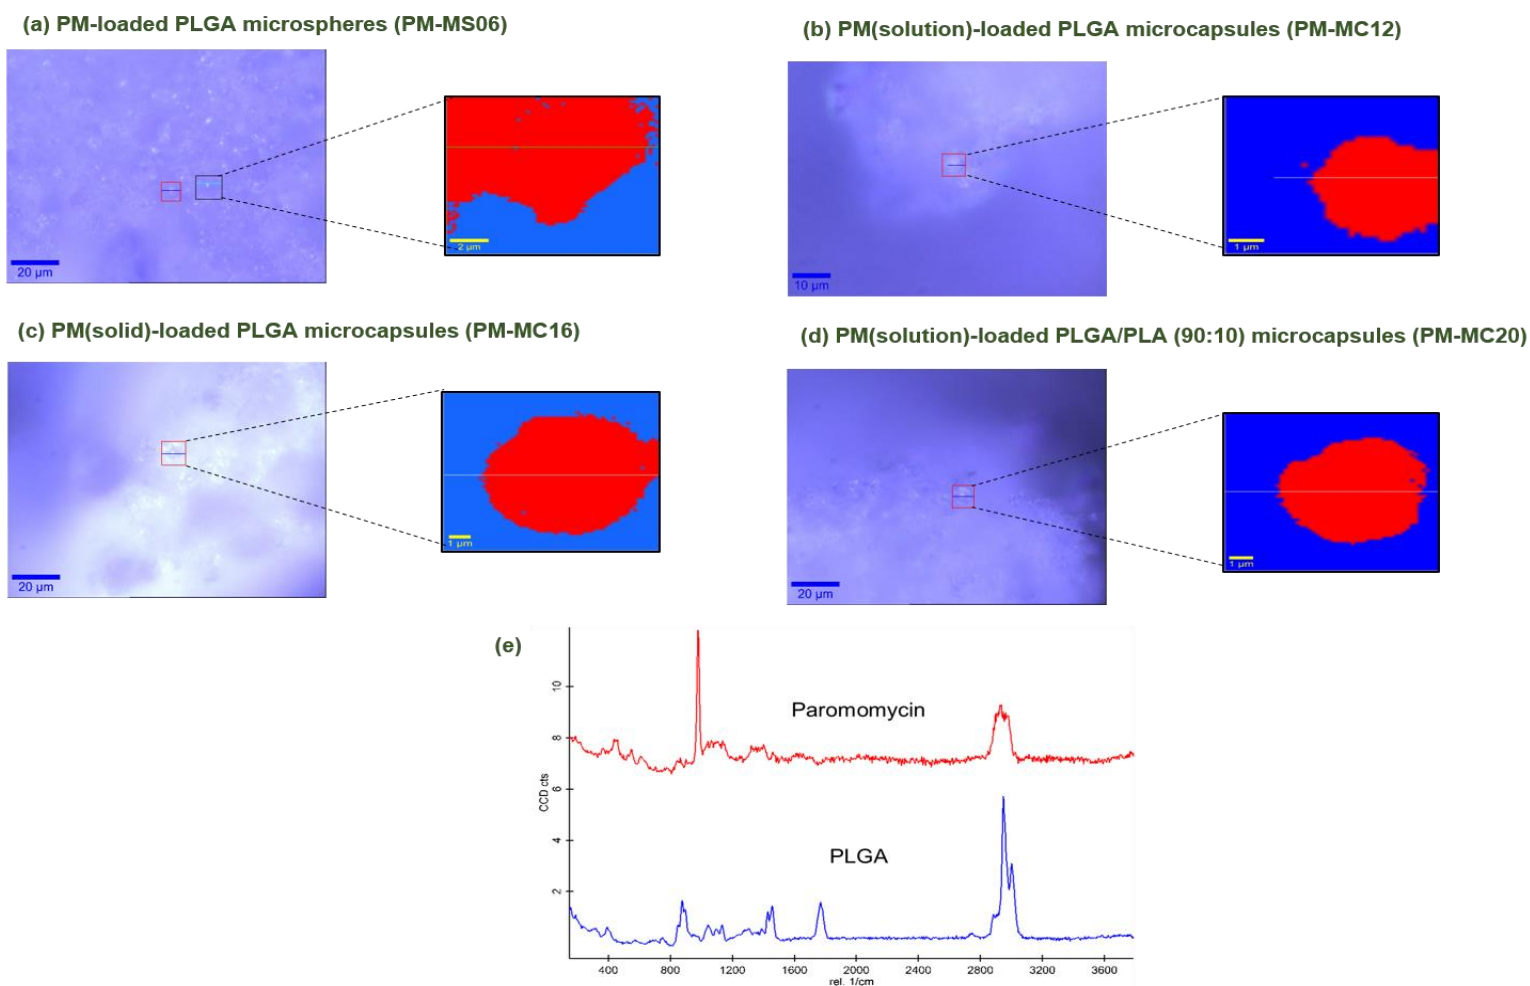 (a) PM-loaded PLGA microspheres (PM-MS06)
20 µm
2 µm
(b) PM(solution)-loaded PLGA microcapsules (PM-MC12)
10 µm
1 µm
(c) PM(solid)-loaded PLGA microcapsules (PM-MC16)
20 µm
1 µm
(d) PM(solution)-loaded PLGA/PLA (90:10) microcapsules (PM-MC20)
20 µm
1 µm
(e)
Paromomycin
PLGA
CCD cts
10
8
6
4
2
400 800 1200 1600 2000 2400 2800 3200 3600
rel. 1/cm